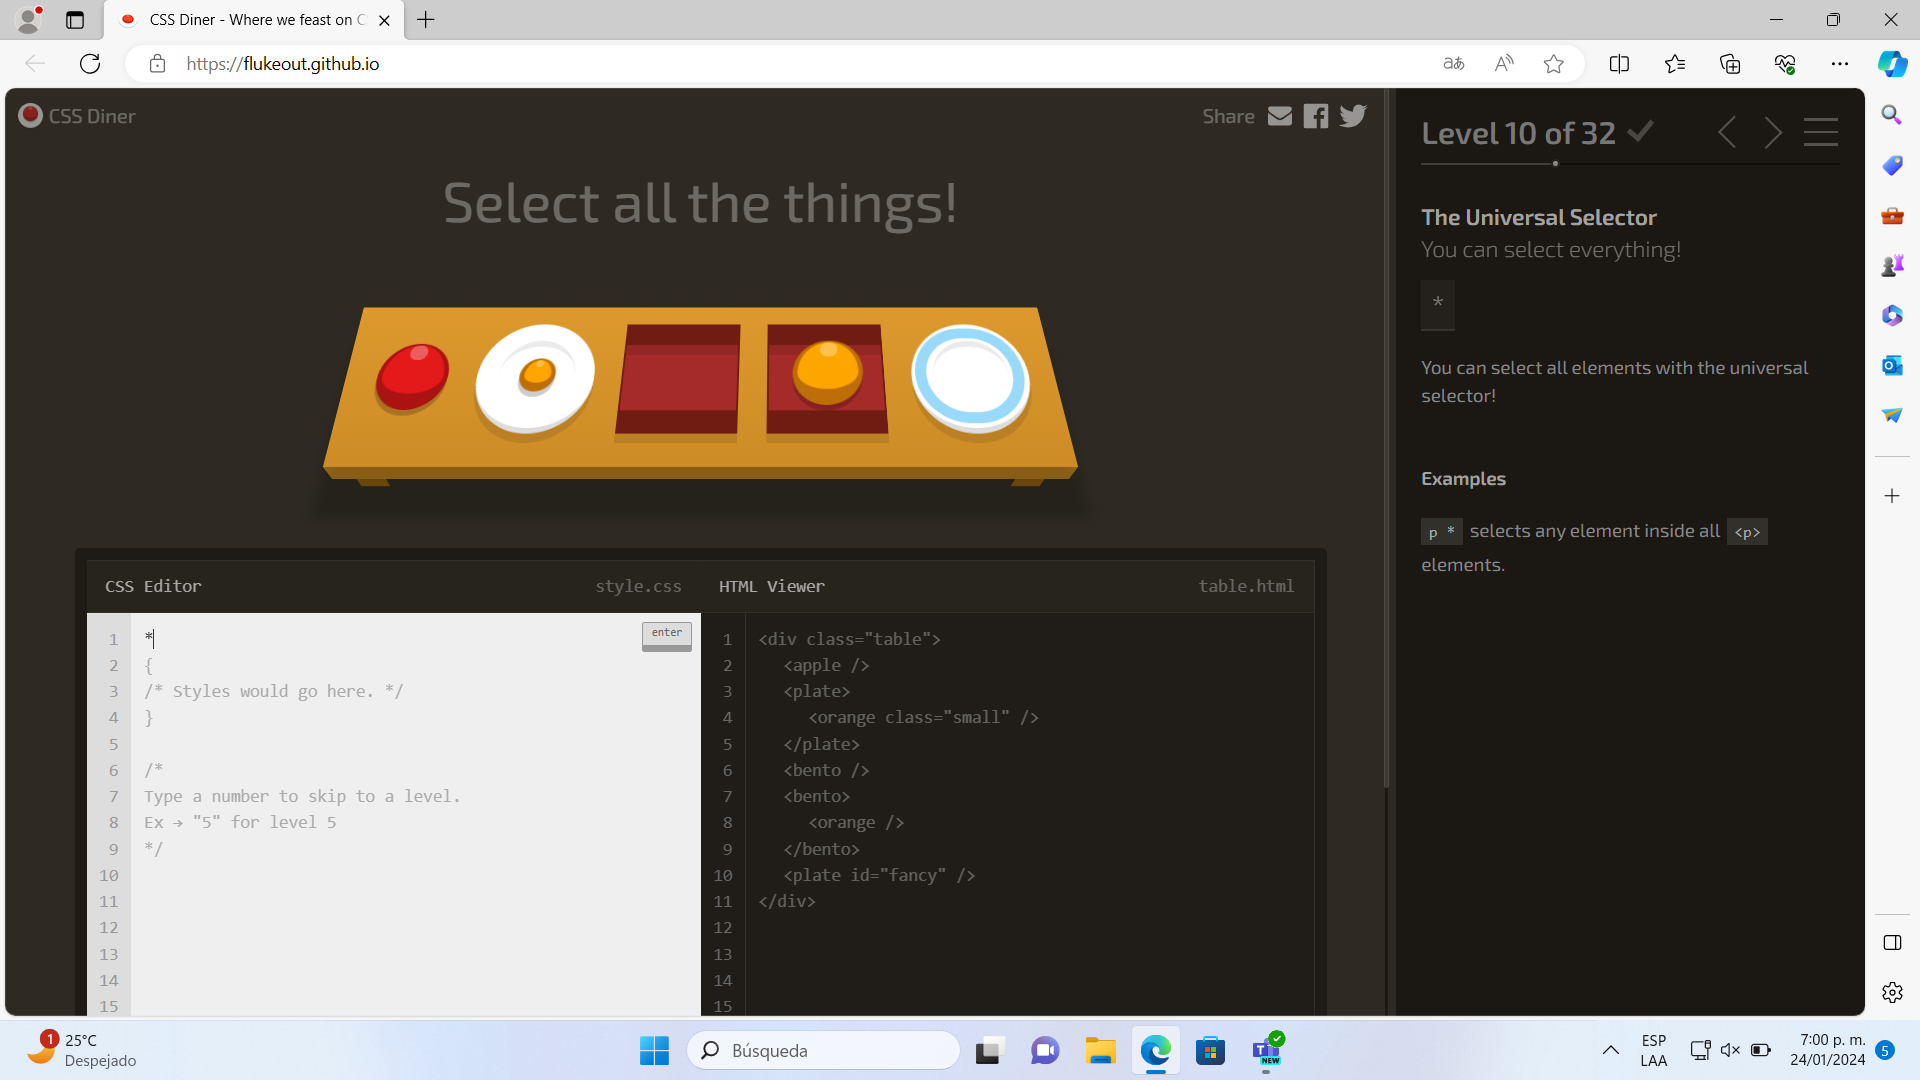 CSS Diner - Where we feast on C
https://flukeout.github.io
CSS Diner
Share
Select all the things!
Level 10 of 32
The Universal Selector
You can select everything!
*
You can select all elements with the universal
selector!
Examples
p * selects any element inside all <p>
elements.
CSS Editor
style.css
HTML Viewer
table.html
1 *
2 {
3 /* Styles would go here. */
4 }
5
6 /*
7 Type a number to skip to a level.
8 Ex → "5" for level 5
9 */
10
11
12
13
14
15
enter
1 <div class="table">
2 <apple />
3 <plate>
4 <orange class="small" />
5 </plate>
6 <bento />
7 <bento>
8 <orange />
9 </bento>
10 <plate id="fancy" />
11 </div>
12
13
14
15
1
25°C
Despejado
Búsqueda
NEW
ESP
LAA
7:00 p. m.
24/01/2024
5